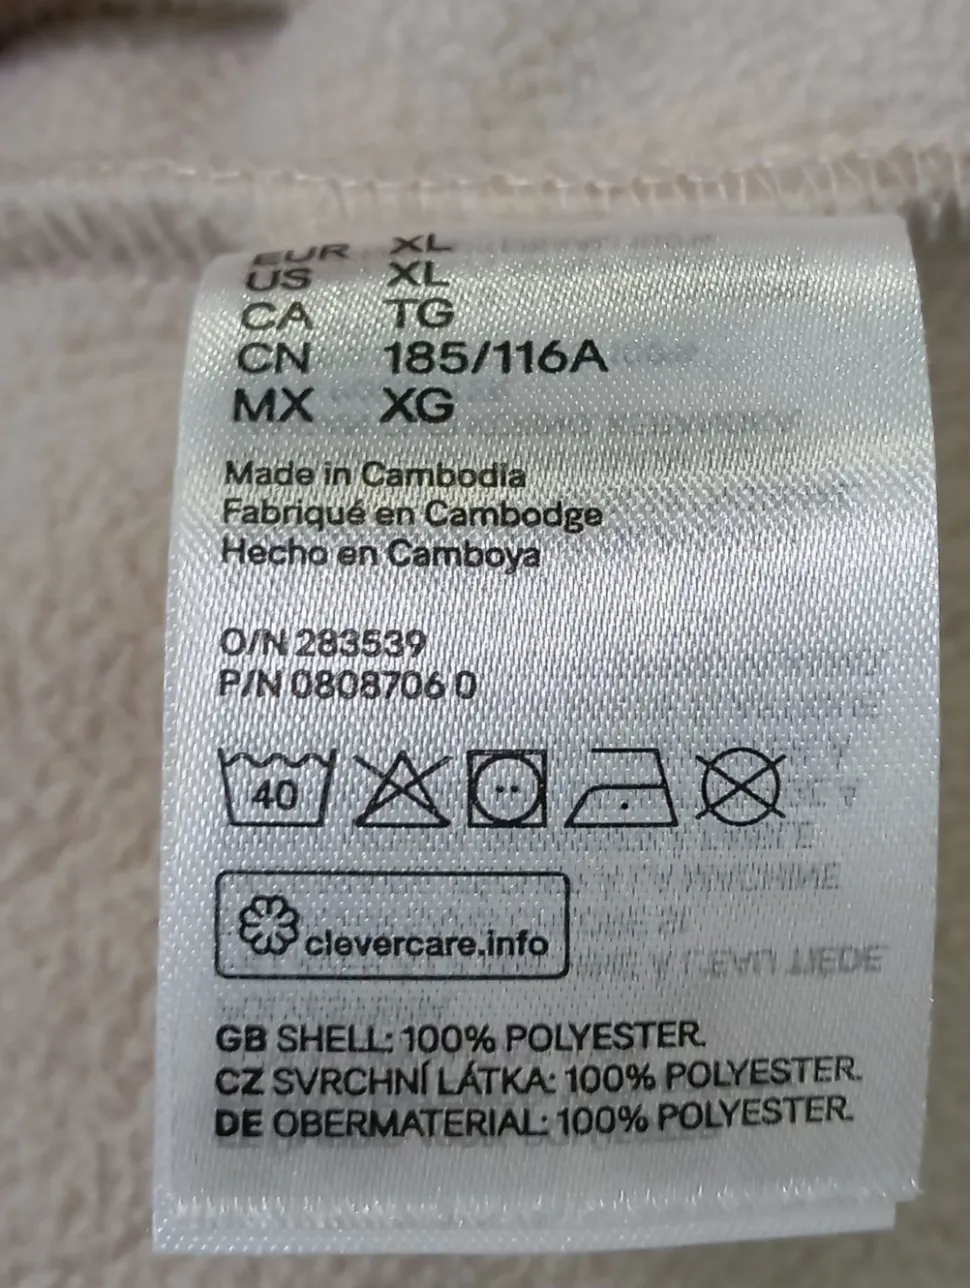 EUR XL
US XL
CA TG
CN 185/116A
MX XG
Made in Cambodia
Fabriqué en Cambodge
Hecho en Camboya
O/N 283539
P/N 0808706 0
40
clevercare.info
GB SHELL: 100% POLYESTER.
CZ SVRCHNÍ LÁTKA: 100% POLYESTER.
DE OBERMATERIAL: 100% POLYESTER.